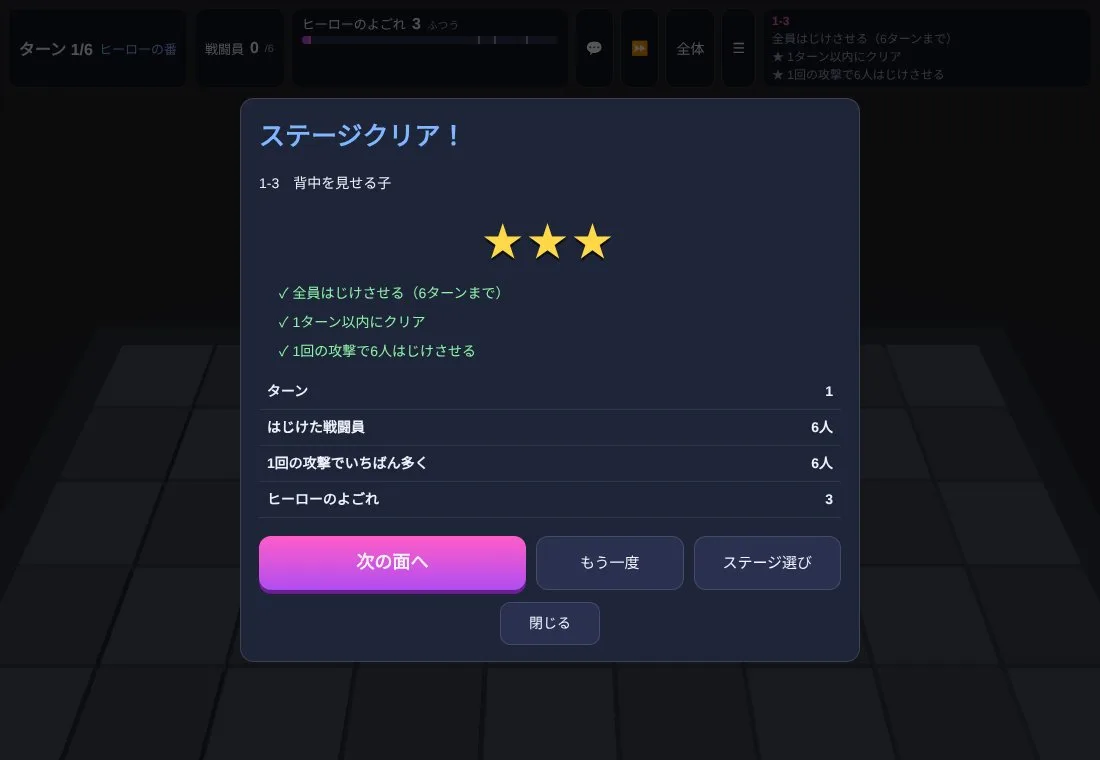 ターン 1/6 ヒーローの番
戦闘員 0 /6
ヒーローのよごれ 3 ふつう
全体
1-3
全員はじけさせる（6ターンまで）
★ 1ターン以内にクリア
★ 1回の攻撃で6人はじけさせる
ステージクリア！
1-3 背中を見せる子
★★★
✓ 全員はじけさせる（6ターンまで）
✓ 1ターン以内にクリア
✓ 1回の攻撃で6人はじけさせる
ターン 1
はじけた戦闘員 6人
1回の攻撃でいちばん多く 6人
ヒーローのよごれ 3
次の面へ
もう一度
ステージ選び
閉じる